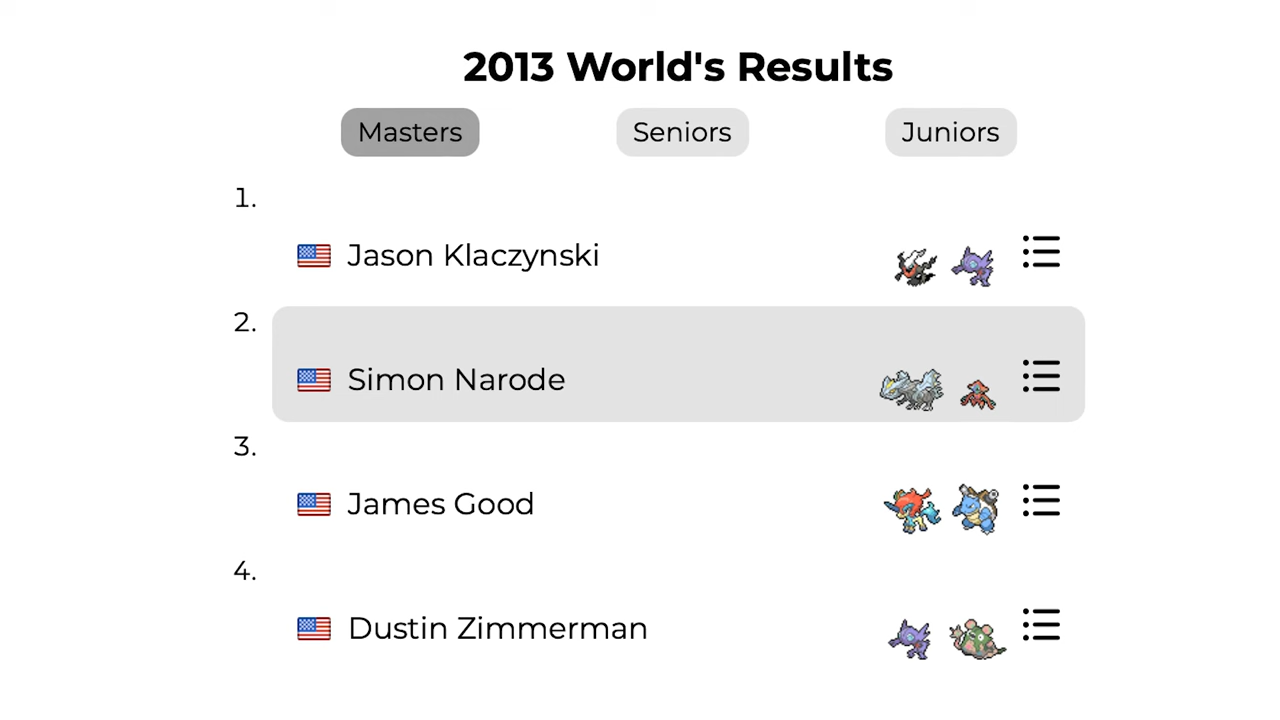 2013 World's Results
Masters Seniors Juniors
1.
Jason Klaczynski
2.
Simon Narode
3.
James Good
4.
Dustin Zimmerman